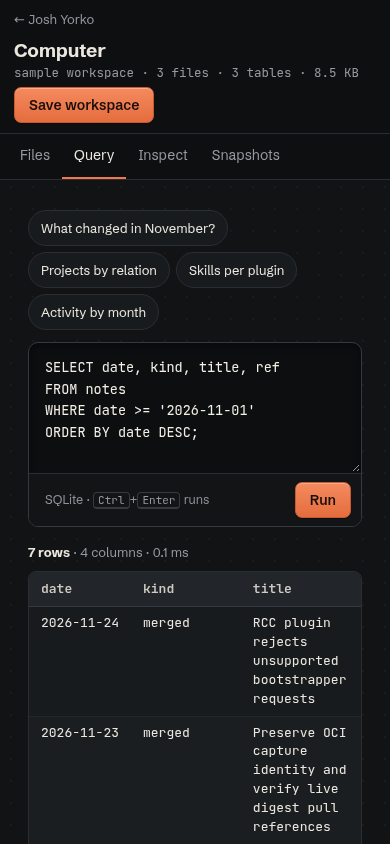 ← Josh Yorko
Computer
sample workspace · 3 files · 3 tables · 8.5 KB
Save workspace
Files Query Inspect Snapshots
What changed in November?
Projects by relation Skills per plugin
Activity by month
SELECT date, kind, title, ref
FROM notes
WHERE date >= '2026-11-01'
ORDER BY date DESC;
SQLite · Ctrl+Enter runs
Run
7 rows · 4 columns · 0.1 ms
date kind title
2026-11-24 merged RCC plugin
rejects
unsupported
bootstrapper
requests
2026-11-23 merged Preserve OCI
capture
identity and
verify live
digest pull
references